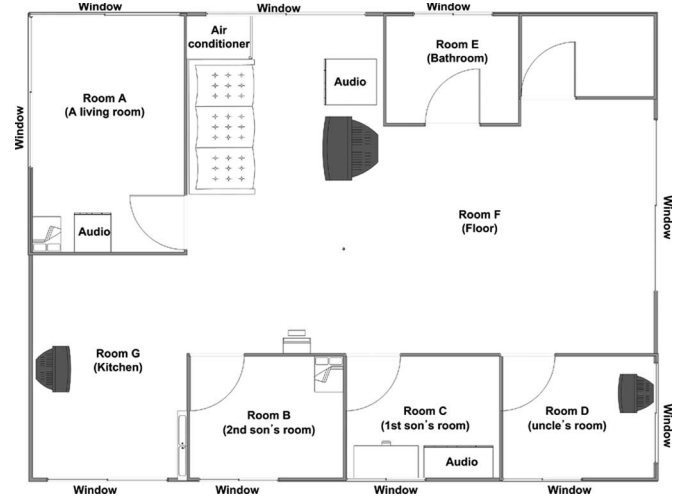 Window
Window
Window
Air
conditioner
Room E
(Bathroom)
Audio
Room A
(A living room)
Window
Audio
Room F
(Floor)
Window
Room G
(Kitchen)
Room B
(2nd son's room)
Room C
(1st son's room)
Room D
(uncle's room)
Window
Audio
Window
Window
Window
Window